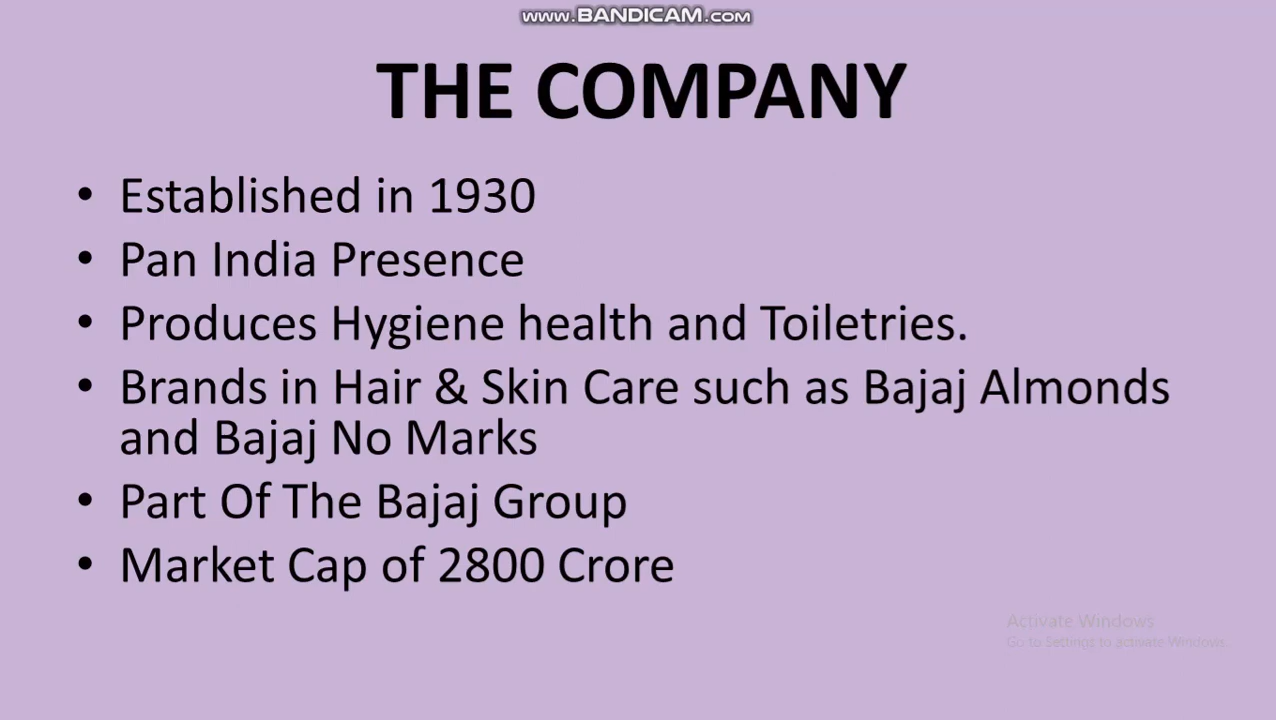 www.BANDICAM.com
THE COMPANY
• Established in 1930
• Pan India Presence
• Produces Hygiene health and Toiletries.
• Brands in Hair & Skin Care such as Bajaj Almonds
and Bajaj No Marks
• Part Of The Bajaj Group
• Market Cap of 2800 Crore
Activate Windows
Go to Settings to activate Windows.